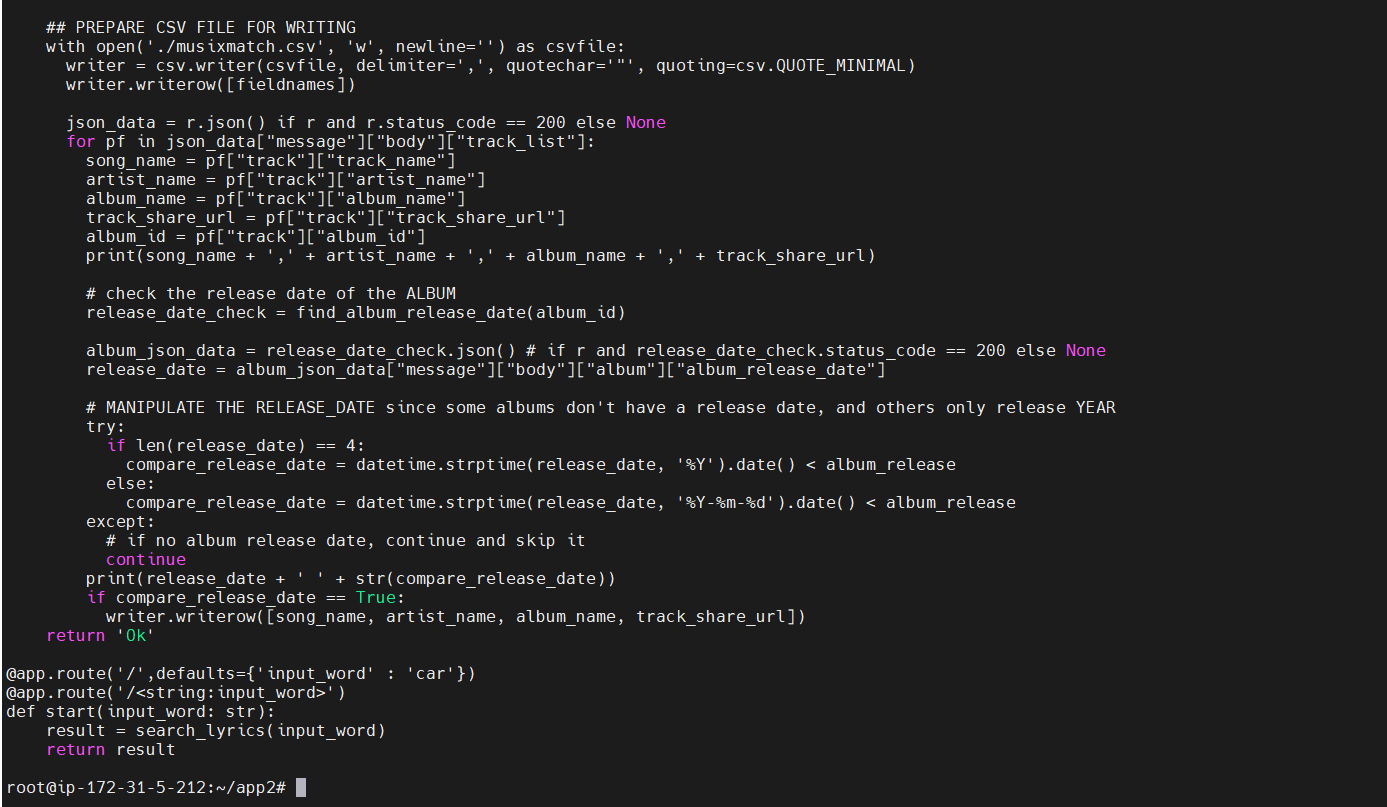 ## PREPARE CSV FILE FOR WRITING
    with open('./musixmatch.csv', 'w', newline='') as csvfile:
      writer = csv.writer(csvfile, delimiter=',', quotechar='"', quoting=csv.QUOTE_MINIMAL)
      writer.writerow([fieldnames])

      json_data = r.json() if r and r.status_code == 200 else None
      for pf in json_data["message"]["body"]["track_list"]:
        song_name = pf["track"]["track_name"]
        artist_name = pf["track"]["artist_name"]
        album_name = pf["track"]["album_name"]
        track_share_url = pf["track"]["track_share_url"]
        album_id = pf["track"]["album_id"]
        print(song_name + ',' + artist_name + ',' + album_name + ',' + track_share_url)

        # check the release date of the ALBUM
        release_date_check = find_album_release_date(album_id)

        album_json_data = release_date_check.json() # if r and release_date_check.status_code == 200 else None
        release_date = album_json_data["message"]["body"]["album"]["album_release_date"]

        # MANIPULATE THE RELEASE_DATE since some albums don't have a release date, and others only release YEAR
        try:
          if len(release_date) == 4:
            compare_release_date = datetime.strptime(release_date, '%Y').date() < album_release
          else:
            compare_release_date = datetime.strptime(release_date, '%Y-%m-%d').date() < album_release
        except:
          # if no album release date, continue and skip it
          continue
        print(release_date + ' ' + str(compare_release_date))
        if compare_release_date == True:
          writer.writerow([song_name, artist_name, album_name, track_share_url])
    return 'Ok'

@app.route('/',defaults={'input_word' : 'car'})
@app.route('/<string:input_word>')
def start(input_word: str):
    result = search_lyrics(input_word)
    return result

root@ip-172-31-5-212:~/app2#